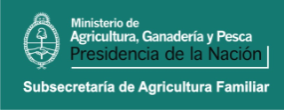 Ministerio de
Agricultura, Ganadería y Pesca
Presidencia de la Nación
Subsecretaría de Agricultura Familiar